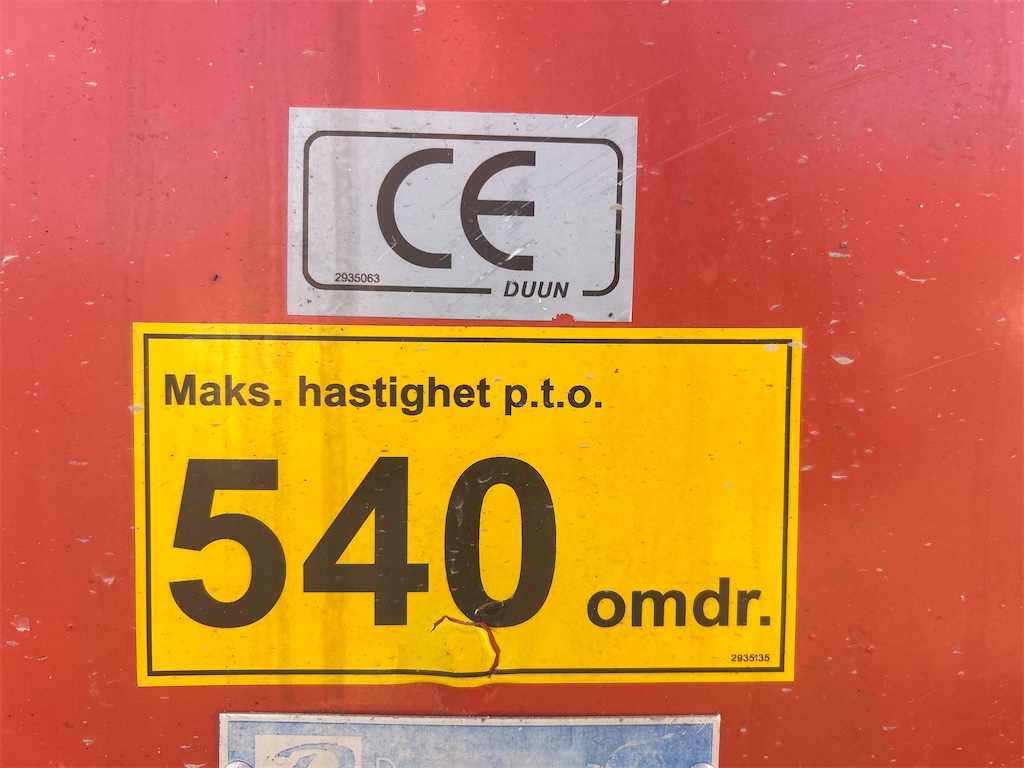 CE
2935063
DUUN
Maks. hastighet p.t.o.
540 omdr.
2935135